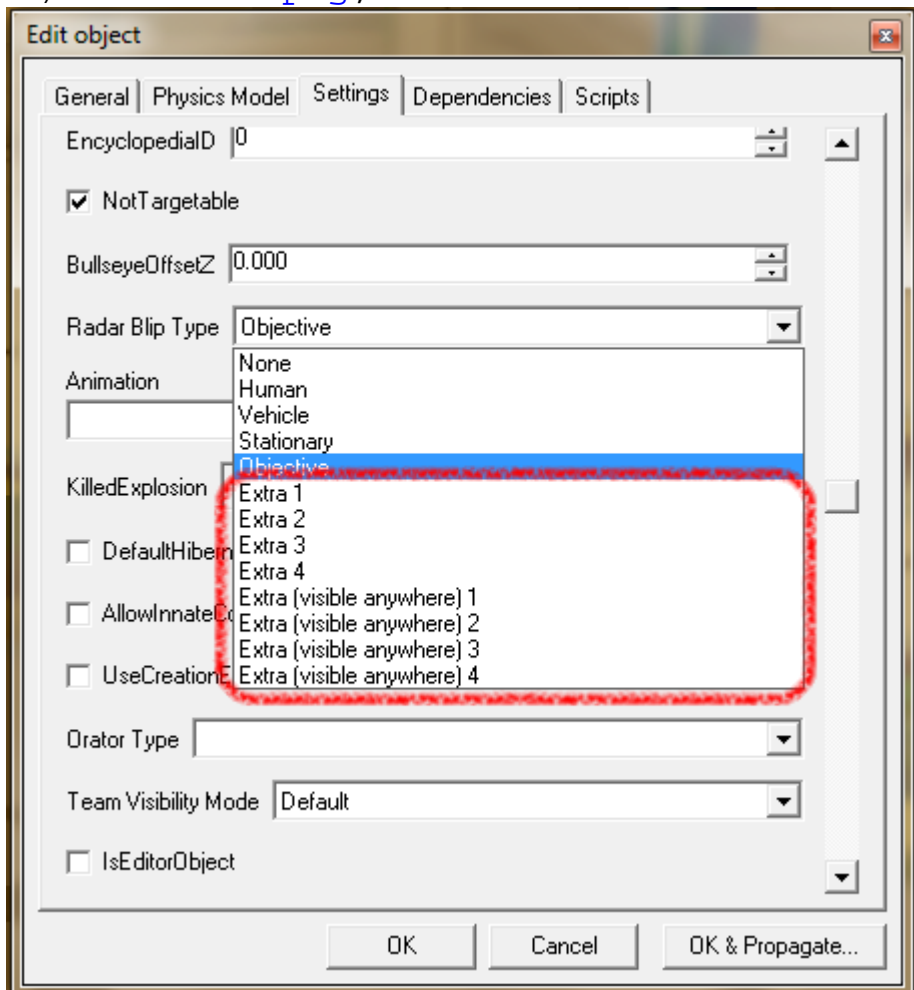 png
Edit object
General Physics Model Settings Dependencies Scripts
EncyclopediaID 0
NotTargetable
BullseyeOffsetZ 0.000
Radar Blip Type Objective
None
Animation
Human
Vehicle
Stationary
Objective
KilledExplosion
Extra 1
Extra 2
Extra 3
Extra 4
Extra (visible anywhere) 1
Extra (visible anywhere) 2
Extra (visible anywhere) 3
Extra (visible anywhere) 4
Orator Type
Team Visibility Mode Default
IsEditorObject
OK Cancel OK & Propagate...